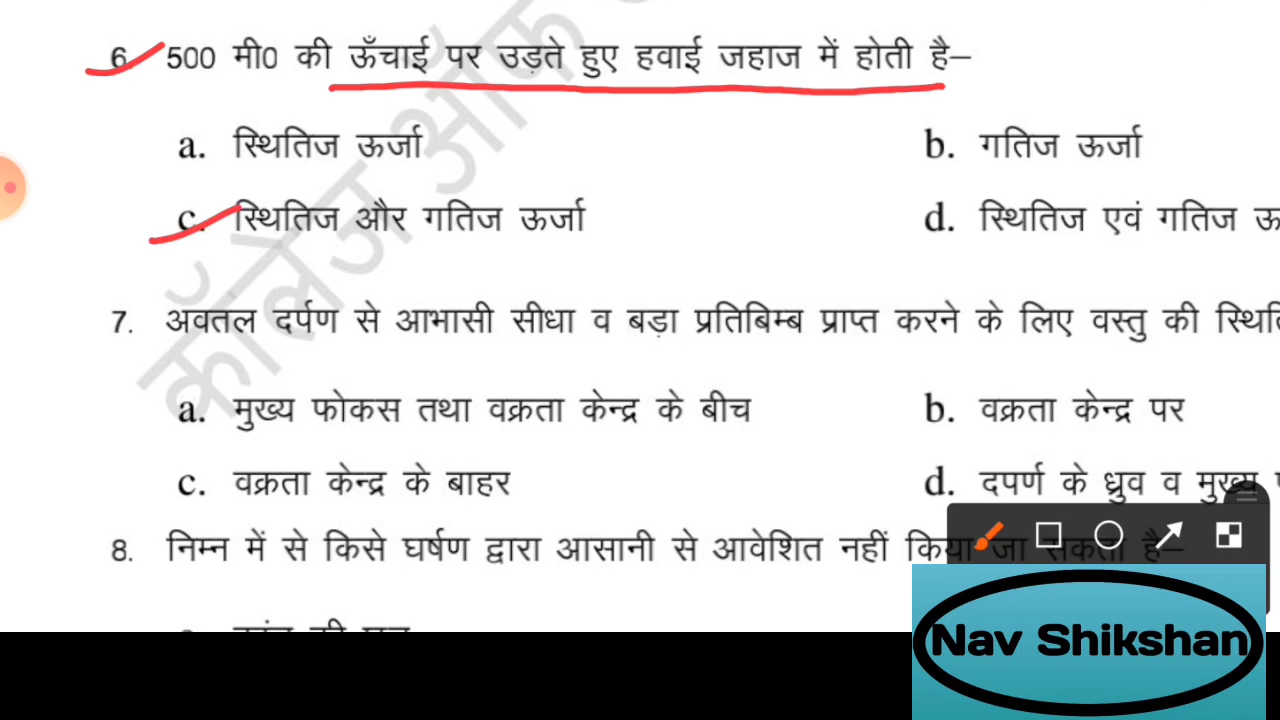 6. 500 मी0 की ऊँचाई पर उड़ते हुए हवाई जहाज में होती है–
a. स्थितिज ऊर्जा b. गतिज ऊर्जा
c. स्थितिज और गतिज ऊर्जा d. स्थितिज एवं गतिज
7. अवतल दर्पण से आभासी सीधा व बड़ा प्रतिबिम्ब प्राप्त करने के लिए वस्तु की
a. मुख्य फोकस तथा वक्रता केन्द्र के बीच b. वक्रता केन्द्र पर
c. वक्रता केन्द्र के बाहर d. दपर्ण के ध्रुव व मुख्य
8. निम्न में से किसे घर्षण द्वारा आसानी से आवेशित नहीं किया जा सकता है–
कॉलेज ऑफ
Nav Shikshan